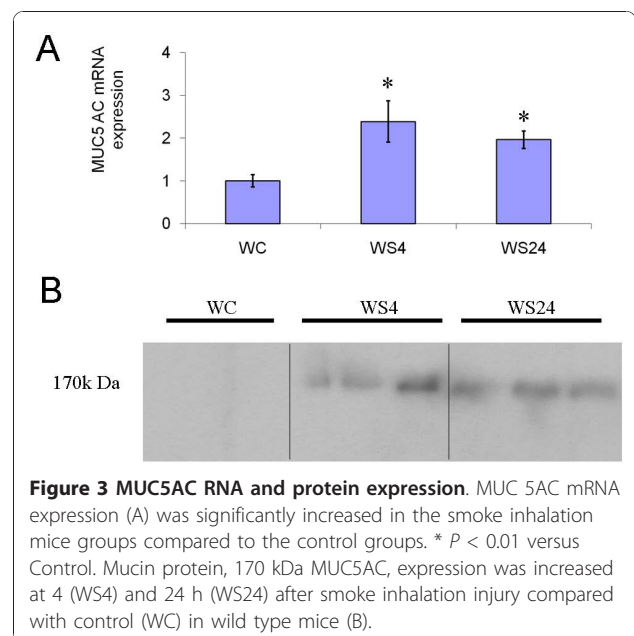 A
MUC5 AC mRNA
expression
4
3
2
1
0
*
*
WC WS4 WS24
B
WC WS4 WS24
170k Da
Figure 3 MUC5AC RNA and protein expression. MUC 5AC mRNA
expression (A) was significantly increased in the smoke inhalation
mice groups compared to the control groups. * P < 0.01 versus
Control. Mucin protein, 170 kDa MUC5AC, expression was increased
at 4 (WS4) and 24 h (WS24) after smoke inhalation injury compared
with control (WC) in wild type mice (B).